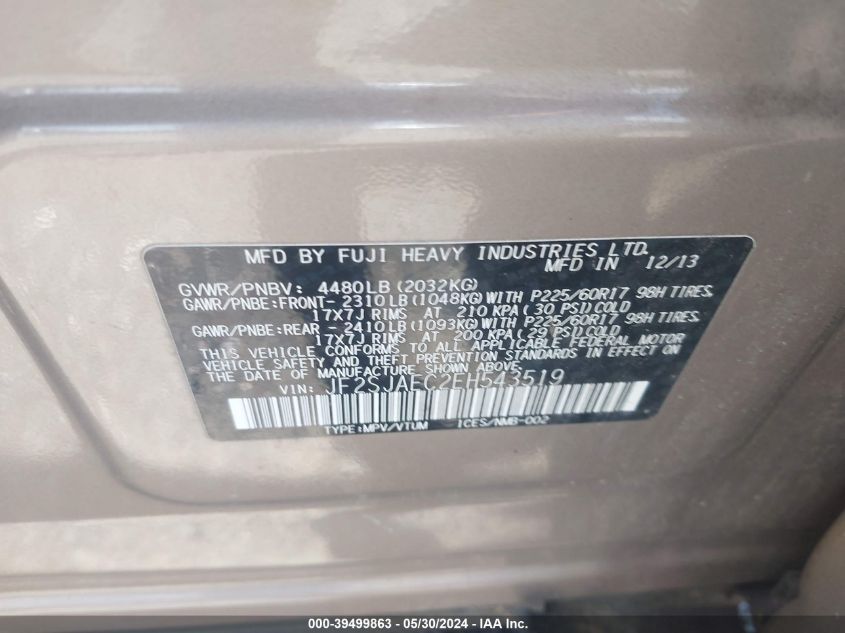 MFD BY FUJI HEAVY INDUSTRIES LTD.
MFD IN 12/13
GVWR/PNBV: 4480LB(2032KG)
GAWR/PNBE:FRONT- 2310LB(1048KG)WITH P225/60R17 98H TIRES,
17X7J RIMS AT 210 KPA(30 PSI)COLD
GAWR/PNBE:REAR - 2410LB(1093KG)WITH P225/60R17 98H TIRES,
17X7J RIMS AT 200 KPA(29 PSI)COLD
THIS VEHICLE CONFORMS TO ALL APPLICABLE FEDERAL MOTOR
VEHICLE SAFETY AND THEFT PREVENTION STANDARDS IN EFFECT ON
THE DATE OF MANUFACTURE SHOWN ABOVE.
VIN: JF2SJAEC2EH543519
TYPE:MPV/VTUM ICES/NMB-002
000-39499863 - 05/30/2024 - IAA Inc.